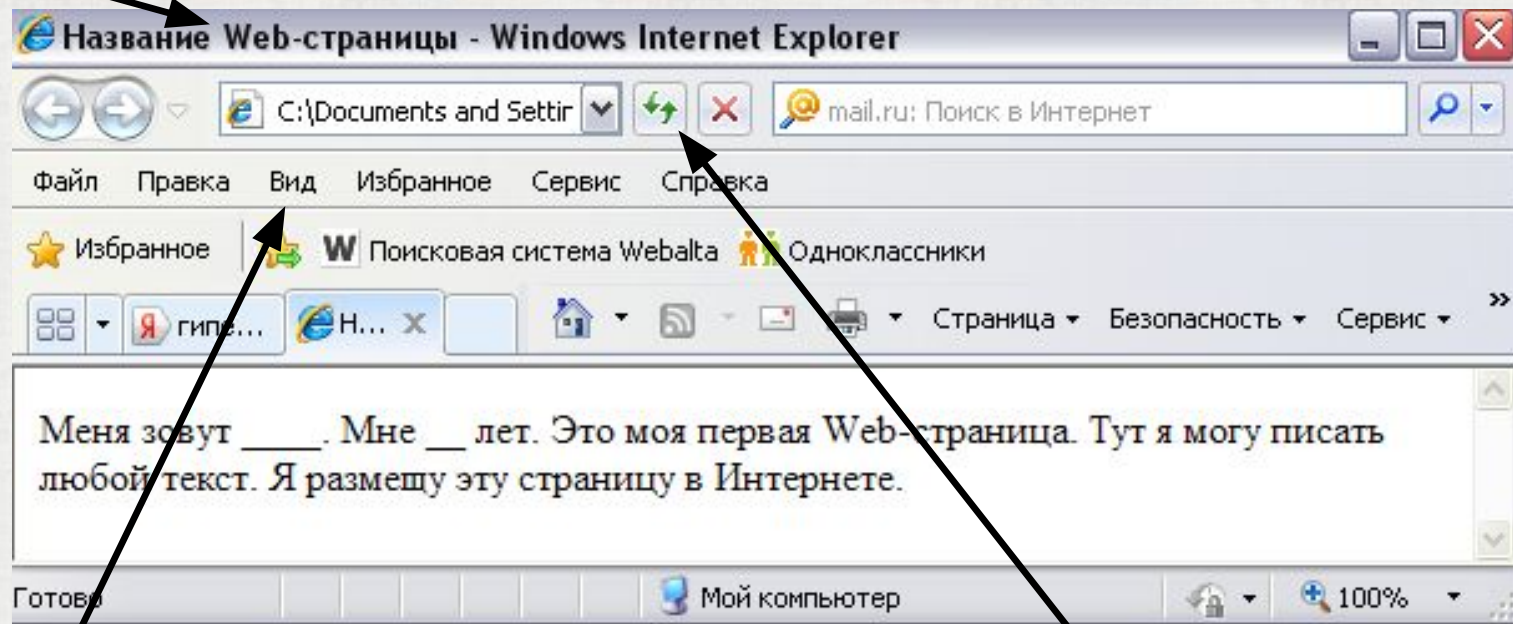 Название Web-страницы - Windows Internet Explorer
C:\Documents and Settir mail.ru: Поиск в Интернет
Файл Правка Вид Избранное Сервис Справка
Избранное W Поисковая система Webalta Одноклассники
Я гипе... Н... Страница Безопасность Сервис »
Меня зовут ____. Мне __ лет. Это моя первая Web-страница. Тут я могу писать
любой текст. Я размещу эту страницу в Интернете.
Готово Мой компьютер 100%